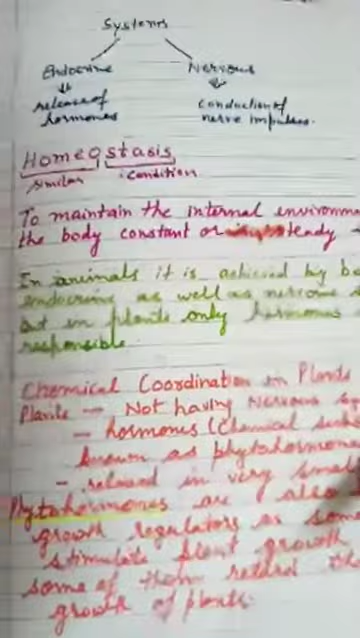 Systems
Endocrine Nervous
release of hormones
conduction of nerve impulses.
Homeostasis
similar condition
To maintain the internal
the body constant or steady
In animals it is achieved by
endocrine as well as nervous
but in plants only hormones
responsible.
Chemical Coordination in Plants
Plants — Not having Nervous
— hormones (Chemical
known as
— released in very small
Phytohormones are also
growth regulators as some
stimulate plant growth
some of them retard the
growth of plants.